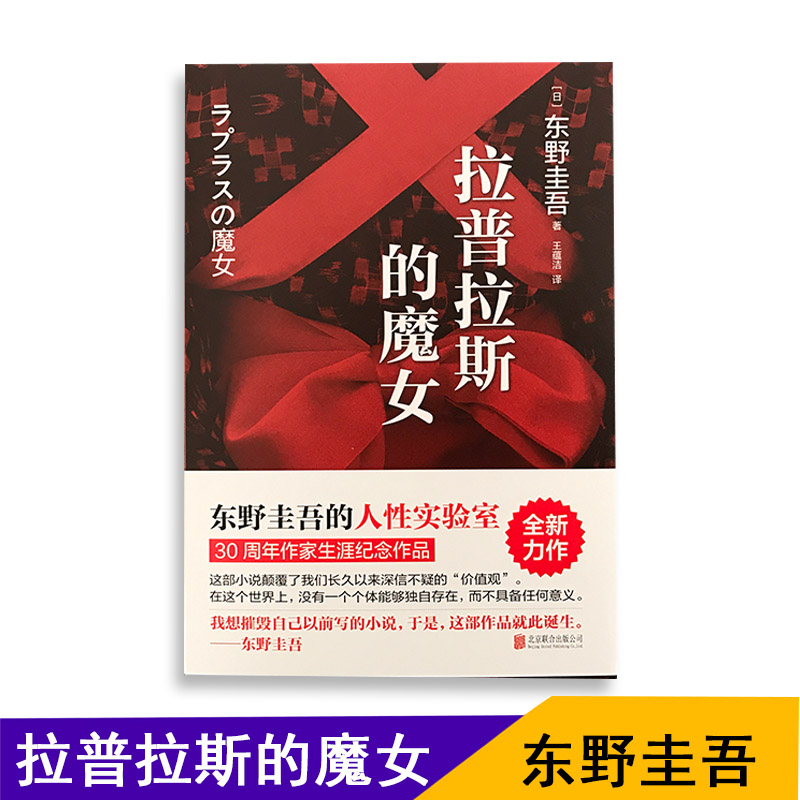 [日]东野圭吾 著
王蕴洁 译
拉普拉斯
的魔女
ラプラスの魔女
东野圭吾的人性实验室
30周年作家生涯纪念作品
全新
力作
这部小说颠覆了我们长久以来深信不疑的“价值观”。
在这个世界上，没有一个个体能够独自存在，而不具备任何意义。
我想摧毁自己以前写的小说，于是，这部作品就此诞生。
——东野圭吾
北京联合出版公司
Beijing United Publishing Co.,Ltd.
拉普拉斯的魔女
东野圭吾